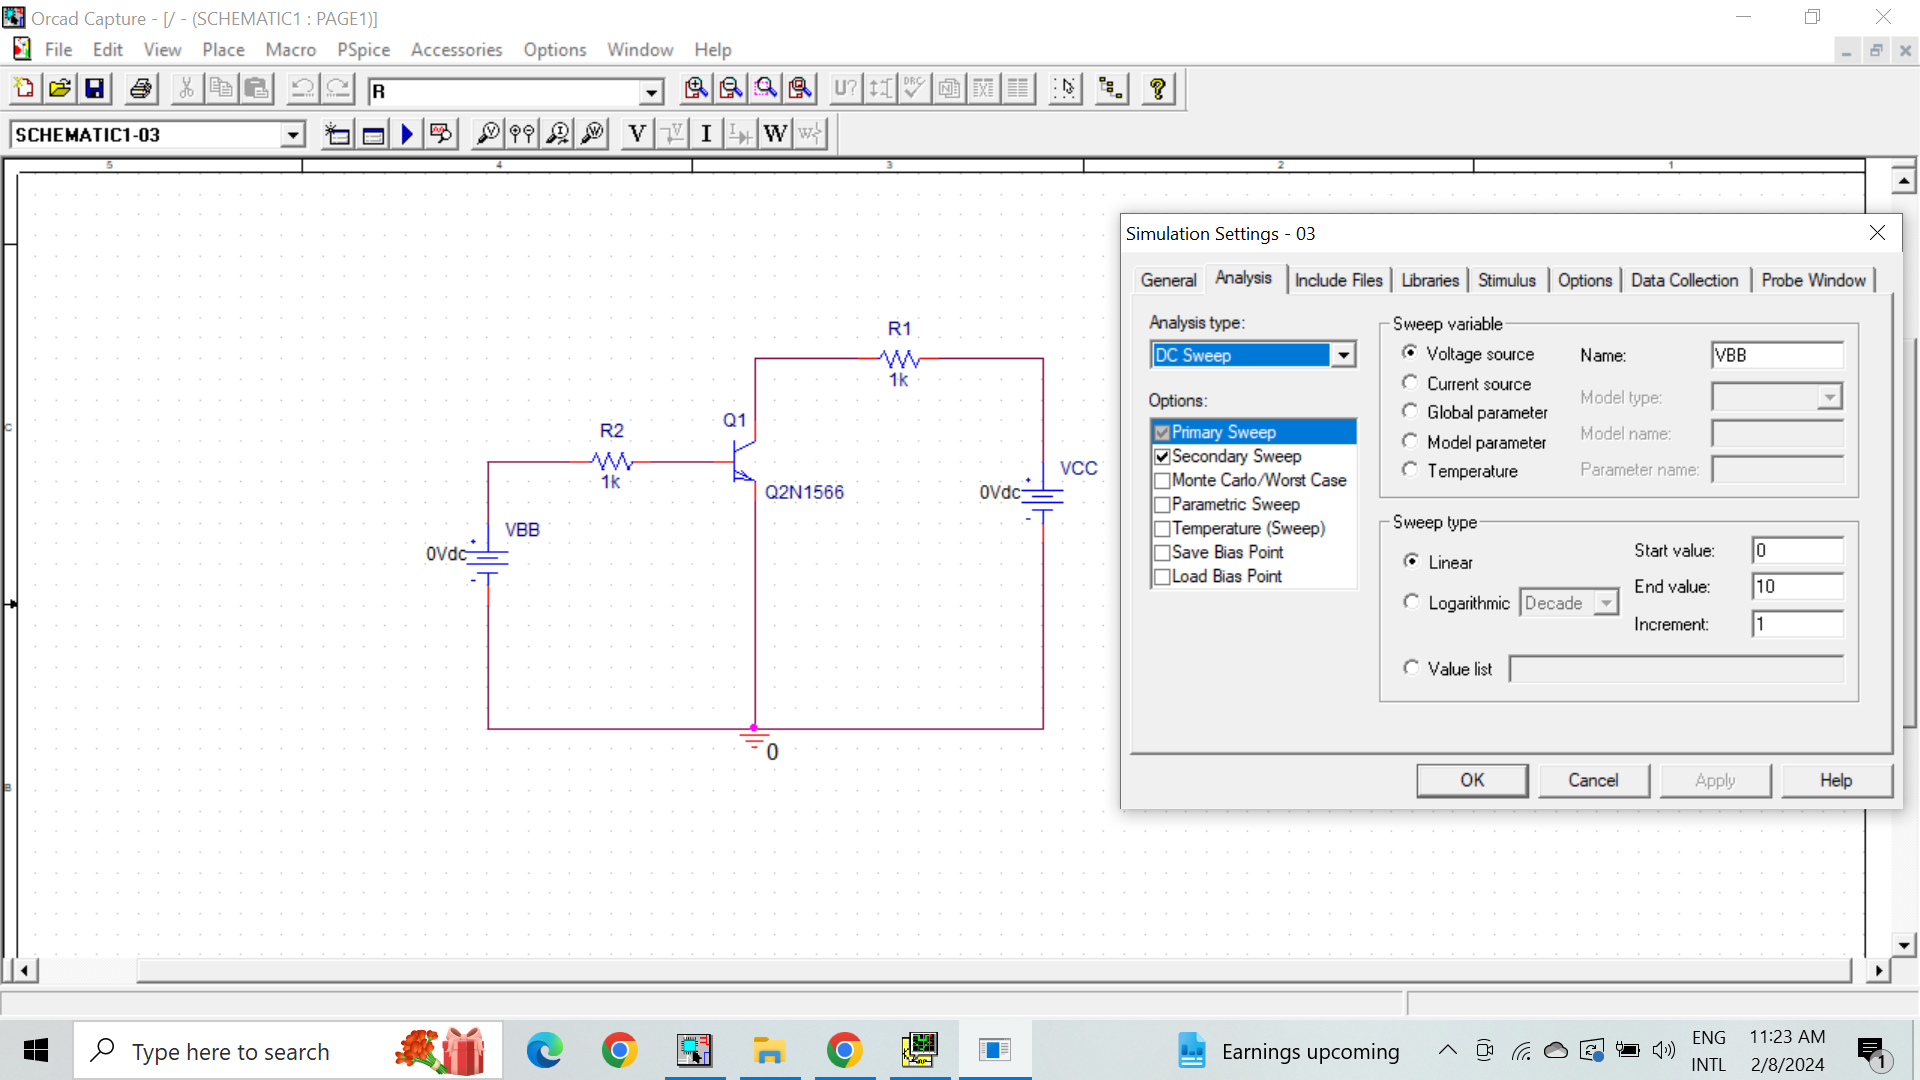 Orcad Capture - [/ - (SCHEMATIC1 : PAGE1)]
File Edit View Place Macro PSpice Accessories Options Window Help
R
U? DRC
SCHEMATIC1-03
V V I I W W
5 4 3 2 1
Simulation Settings - 03
General Analysis Include Files Libraries Stimulus Options Data Collection Probe Window
Analysis type:
DC Sweep
Options:
Primary Sweep
Secondary Sweep
Monte Carlo/Worst Case
Parametric Sweep
Temperature (Sweep)
Save Bias Point
Load Bias Point
Sweep variable
Voltage source
Current source
Global parameter
Model parameter
Temperature
Name: VBB
Model type:
Model name:
Parameter name:
Sweep type
Linear
Logarithmic Decade
Value list
Start value: 0
End value: 10
Increment: 1
OK Cancel Apply Help
R1
1k
Q1
R2
1k
Q2N1566
VCC
0Vdc
VBB
0Vdc
0
C
B
Type here to search
Earnings upcoming
ENG
INTL
11:23 AM
2/8/2024
1